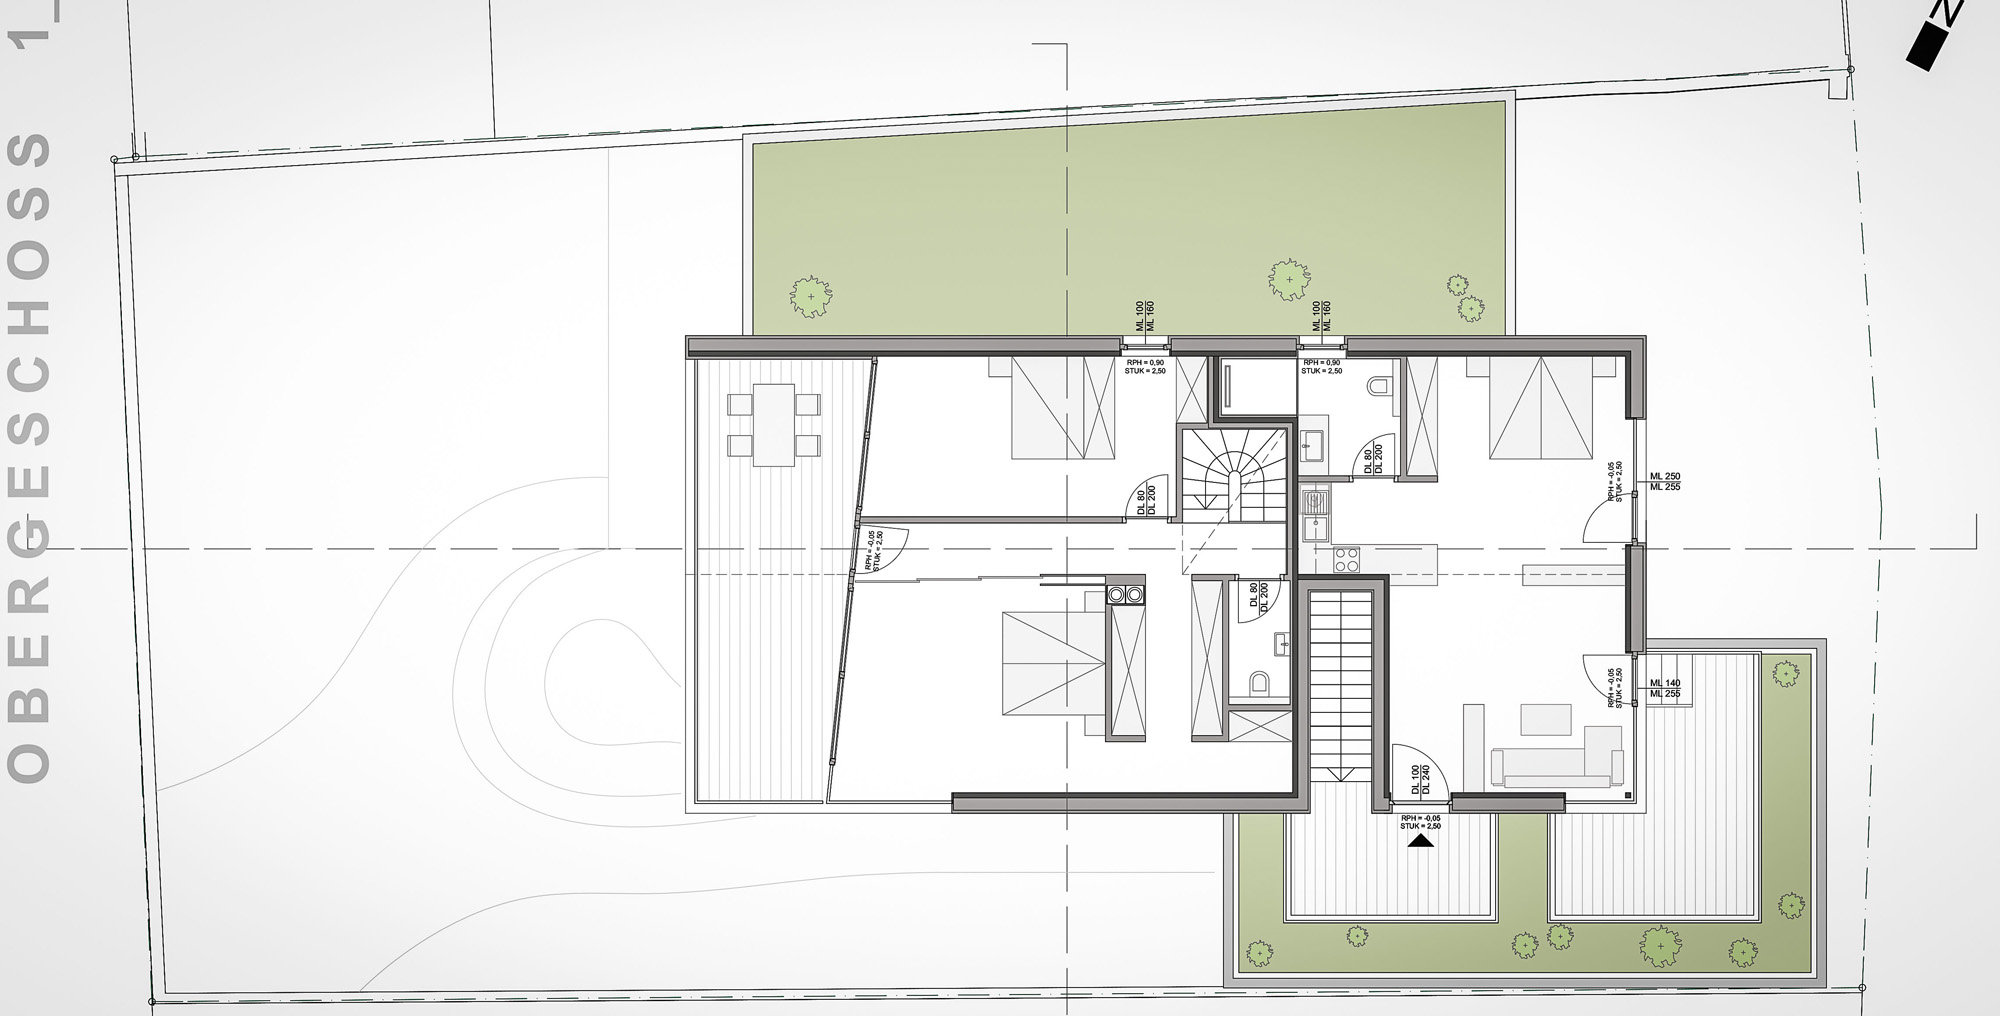 OBERGESCHOSS 1_
N
ML 100
ML 160
RPH = 0,90
STUK = 2,50
ML 100
ML 160
RPH = 0,90
STUK = 2,50
DL 80
DL 200
DL 80
DL 200
RPH = -0,05
STUK = 2,50
ML 250
ML 255
RPH = -0,05
STUK = 2,50
DL 80
DL 200
RPH = -0,05
STUK = 2,50
ML 140
ML 255
DL 100
DL 240
RPH = -0,05
STUK = 2,50